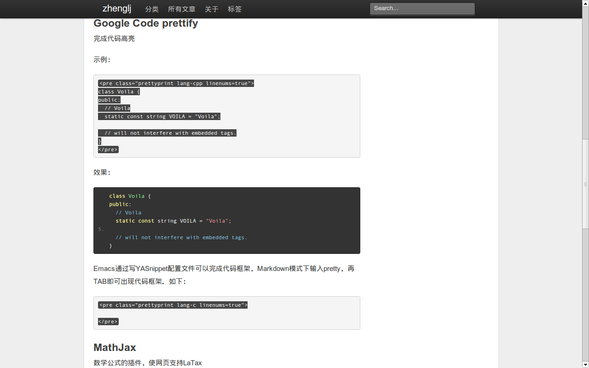 zhenglj 分类 所有文章 关于 标签 Search...
Google Code prettify
完成代码高亮
示例：
<pre class="prettyprint lang-cpp linenums=true">
class Voila {
public:
// Voila
static const string VOILA = "Voila";
// will not interfere with embedded tags.
}
</pre>
效果：
class Voila {
public:
// Voila
static const string VOILA = "Voila";
5.
// will not interfere with embedded tags.
}
Emacs通过写YASnippet配置文件可以完成代码框架，Markdown模式下输入pretty，再
TAB即可出现代码框架。如下：
<pre class="prettyprint lang-c linenums=true">
</pre>
MathJax
数学公式的插件，使网页支持LaTax